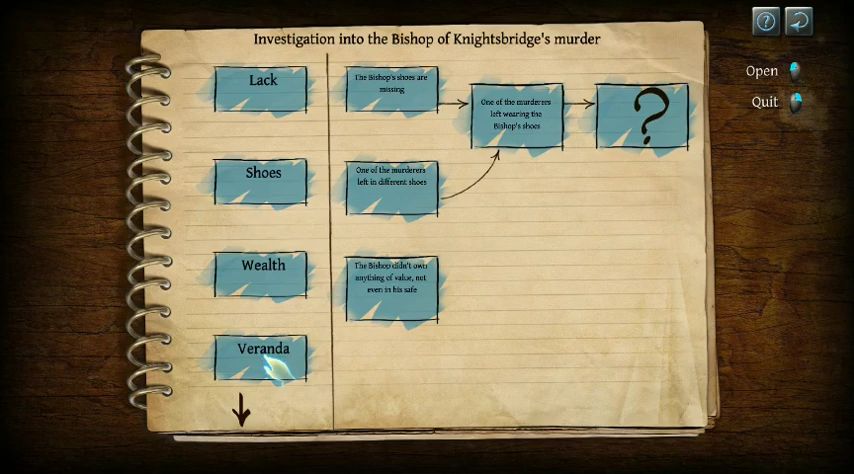 Investigation into the Bishop of Knightsbridge's murder
Open
Quit
Lack
Shoes
Wealth
Veranda
The Bishop's shoes are
missing
One of the murderers
left in different shoes
The Bishop didn't own
anything of value, not
even in his safe
One of the murderers
left wearing the
Bishop's shoes
?
?